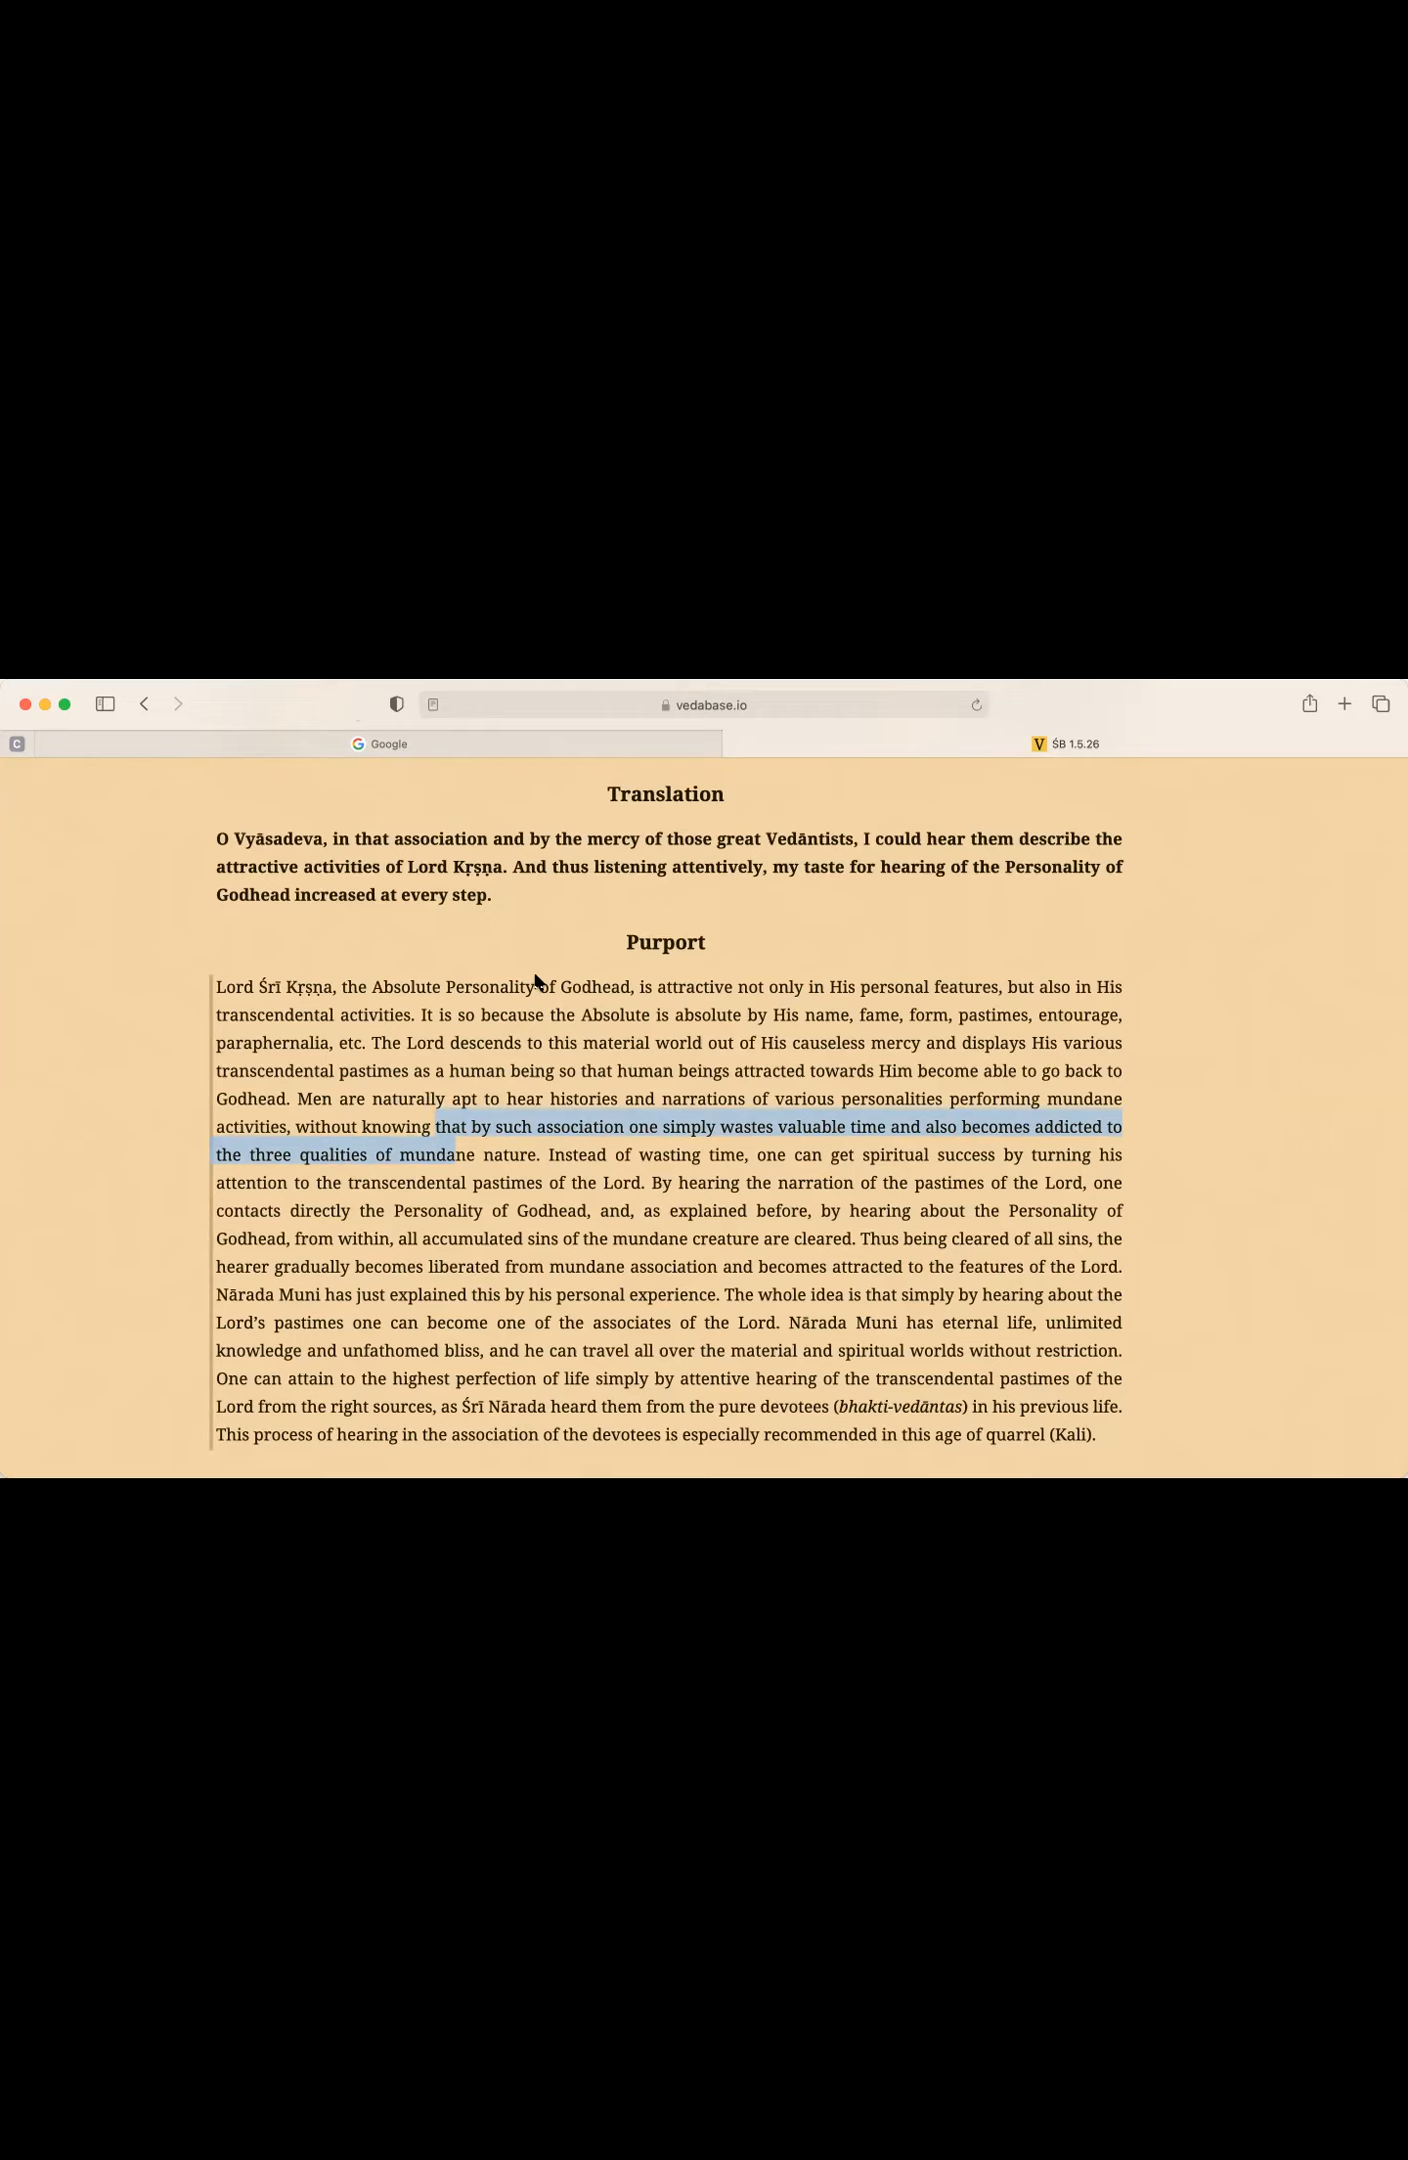 vedabase.io
C
Google
V ŚB 1.5.26
Translation
O Vyāsadeva, in that association and by the mercy of those great Vedāntists, I could hear them describe the
attractive activities of Lord Kṛṣṇa. And thus listening attentively, my taste for hearing of the Personality of
Godhead increased at every step.
Purport
Lord Śrī Kṛṣṇa, the Absolute Personality of Godhead, is attractive not only in His personal features, but also in His
transcendental activities. It is so because the Absolute is absolute by His name, fame, form, pastimes, entourage,
paraphernalia, etc. The Lord descends to this material world out of His causeless mercy and displays His various
transcendental pastimes as a human being so that human beings attracted towards Him become able to go back to
Godhead. Men are naturally apt to hear histories and narrations of various personalities performing mundane
activities, without knowing that by such association one simply wastes valuable time and also becomes addicted to
the three qualities of mundane nature. Instead of wasting time, one can get spiritual success by turning his
attention to the transcendental pastimes of the Lord. By hearing the narration of the pastimes of the Lord, one
contacts directly the Personality of Godhead, and, as explained before, by hearing about the Personality of
Godhead, from within, all accumulated sins of the mundane creature are cleared. Thus being cleared of all sins, the
hearer gradually becomes liberated from mundane association and becomes attracted to the features of the Lord.
Nārada Muni has just explained this by his personal experience. The whole idea is that simply by hearing about the
Lord’s pastimes one can become one of the associates of the Lord. Nārada Muni has eternal life, unlimited
knowledge and unfathomed bliss, and he can travel all over the material and spiritual worlds without restriction.
One can attain to the highest perfection of life simply by attentive hearing of the transcendental pastimes of the
Lord from the right sources, as Śrī Nārada heard them from the pure devotees (bhakti-vedāntas) in his previous life.
This process of hearing in the association of the devotees is especially recommended in this age of quarrel (Kali).